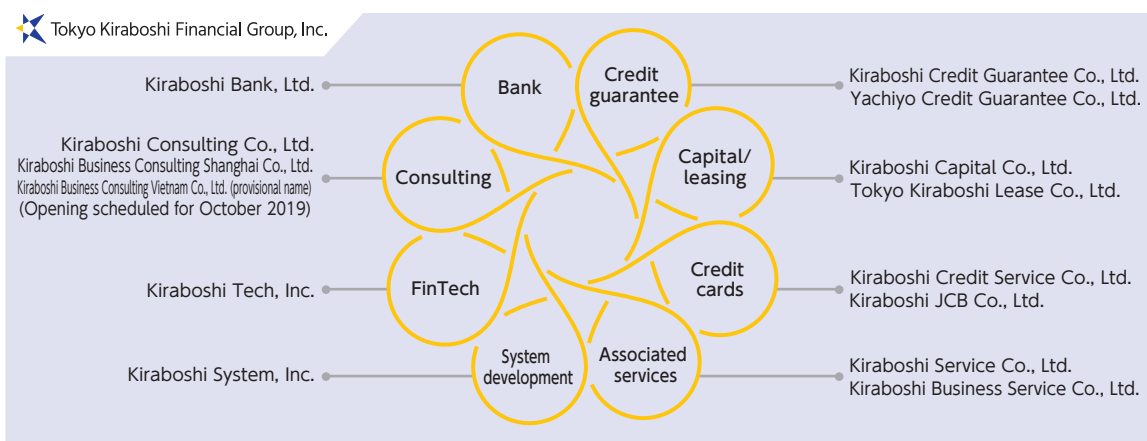 Tokyo Kiraboshi Financial Group, Inc.
Kiraboshi Bank, Ltd.
Bank
Credit
guarantee
Kiraboshi Credit Guarantee Co., Ltd.
Yachiyo Credit Guarantee Co., Ltd.
Kiraboshi Consulting Co., Ltd.
Kiraboshi Business Consulting Shanghai Co., Ltd.
Kiraboshi Business Consulting Vietnam Co., Ltd. (provisional name)
(Opening scheduled for October 2019)
Consulting
Capital/
leasing
Kiraboshi Capital Co., Ltd.
Tokyo Kiraboshi Lease Co., Ltd.
Kiraboshi Tech, Inc.
FinTech
Credit
cards
Kiraboshi Credit Service Co., Ltd.
Kiraboshi JCB Co., Ltd.
Kiraboshi System, Inc.
System
development
Associated
services
Kiraboshi Service Co., Ltd.
Kiraboshi Business Service Co., Ltd.